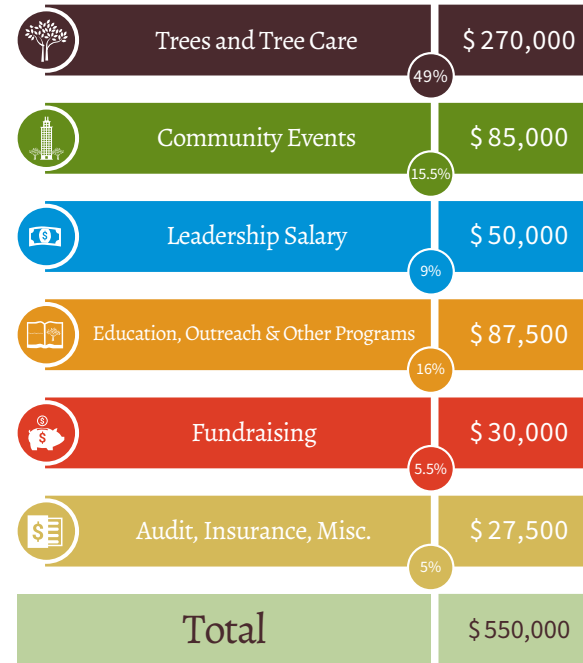 Trees and Tree Care $ 270,000
49%
Community Events $ 85,000
15.5%
Leadership Salary $ 50,000
9%
Education, Outreach & Other Programs $ 87,500
16%
Fundraising $ 30,000
5.5%
Audit, Insurance, Misc. $ 27,500
5%
Total $ 550,000